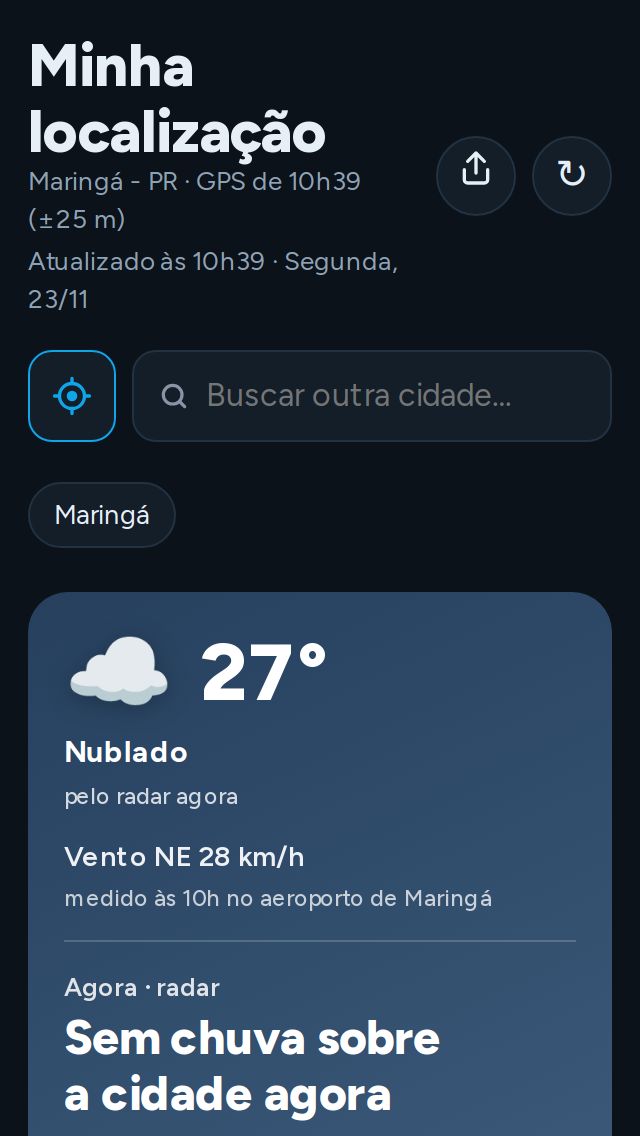 Minha
localização
Maringá - PR · GPS de 10h39
(±25 m)
Atualizado às 10h39 · Segunda,
23/11
Buscar outra cidade...
Maringá
27°
Nublado
pelo radar agora
Vento NE 28 km/h
medido às 10h no aeroporto de Maringá
Agora · radar
Sem chuva sobre
a cidade agora